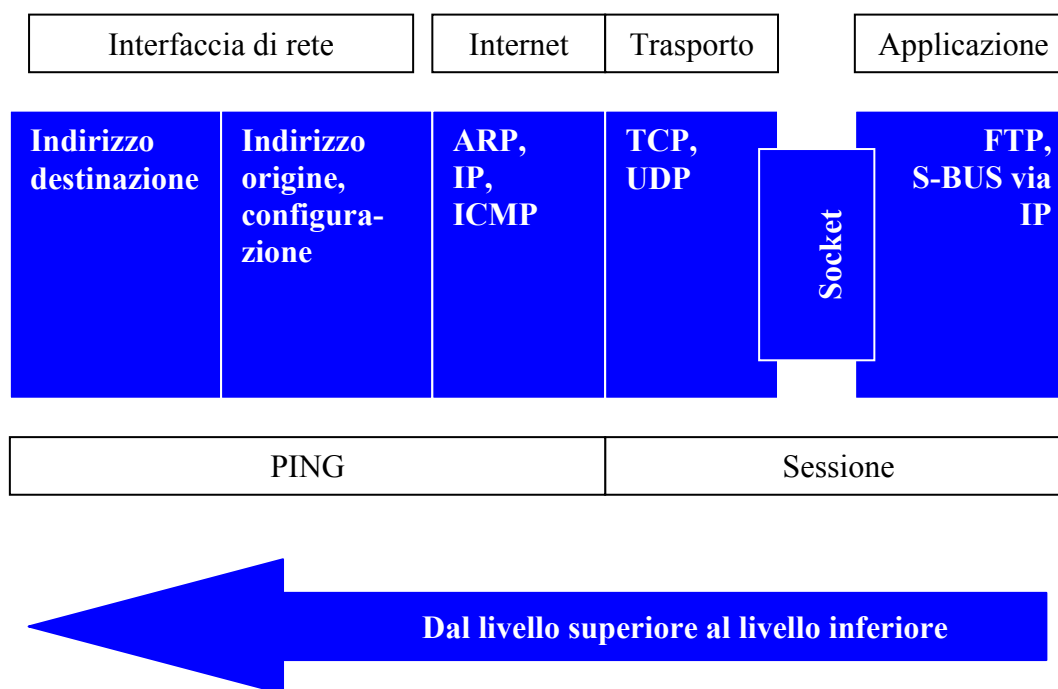 Interfaccia di rete
Internet
Trasporto
Applicazione
Indirizzo
destinazione
Indirizzo
origine,
configura-
zione
ARP,
IP,
ICMP
TCP,
UDP
Socket
FTP,
S-BUS via
IP
PING
Sessione
Dal livello superiore al livello inferiore